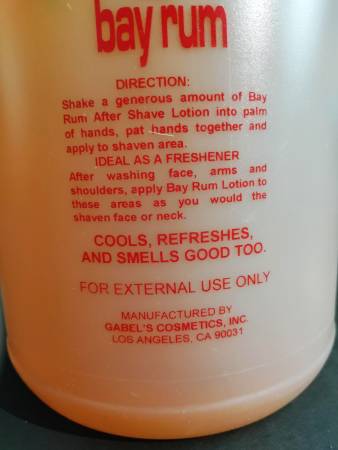 bay rum
DIRECTION:
Shake a generous amount of Bay
Rum After Shave Lotion into palm
of hands, pat hands together and
apply to shaven area.
IDEAL AS A FRESHENER
After washing face, arms and
shoulders, apply Bay Rum Lotion to
these areas as you would the
shaven face or neck.
COOLS, REFRESHES,
AND SMELLS GOOD TOO.
FOR EXTERNAL USE ONLY
MANUFACTURED BY
GABEL'S COSMETICS, INC.
LOS ANGELES, CA 90031